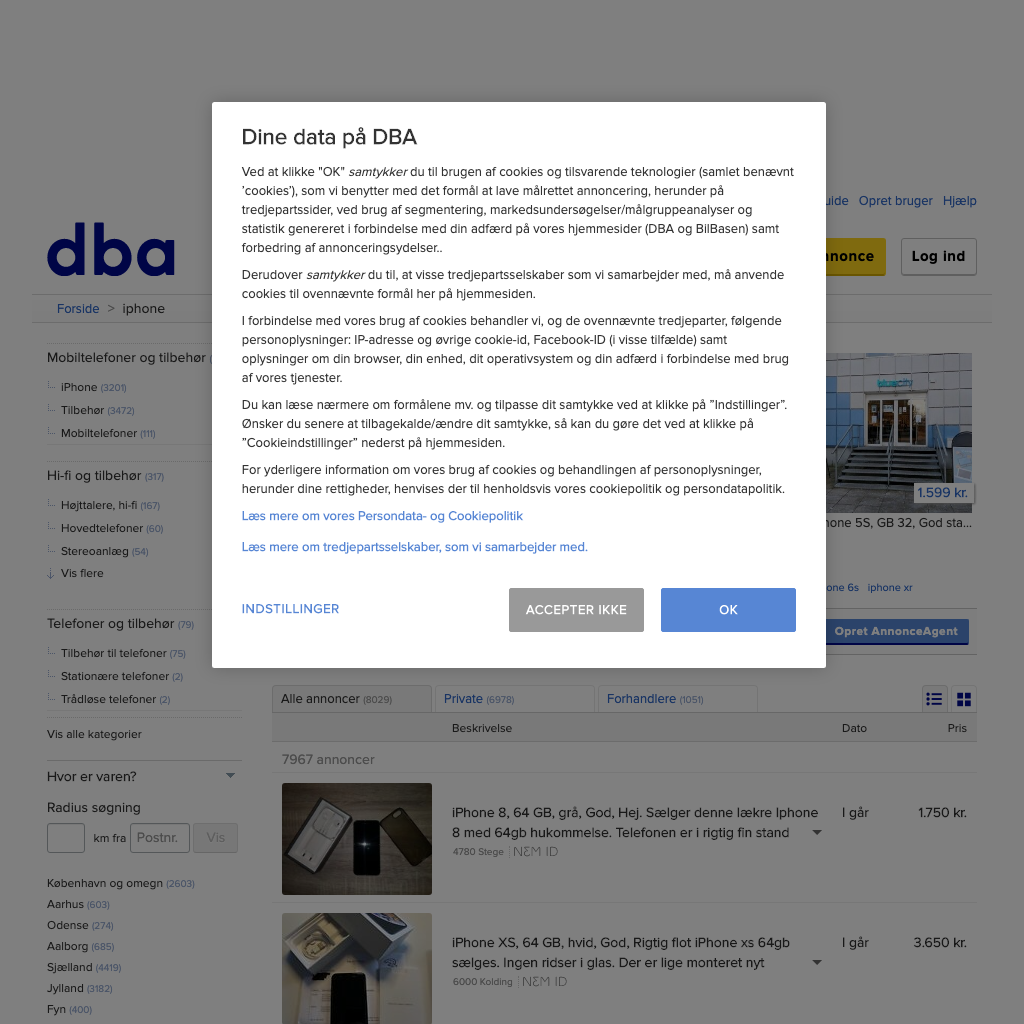 Dine data på DBA
Ved at klikke "OK" samtykker du til brugen af cookies og tilsvarende teknologier (samlet benævnt
’cookies’), som vi benytter med det formål at lave målrettet annoncering, herunder på
tredjepartssider, ved brug af segmentering, markedsundersøgelser/målgruppeanalyser og
statistik genereret i forbindelse med din adfærd på vores hjemmesider (DBA og BilBasen) samt
forbedring af annonceringsydelser..
Derudover samtykker du til, at visse tredjepartsselskaber som vi samarbejder med, må anvende
cookies til ovennævnte formål her på hjemmesiden.
I forbindelse med vores brug af cookies behandler vi, og de ovennævnte tredjeparter, følgende
personoplysninger: IP-adresse og øvrige cookie-id, Facebook-ID (i visse tilfælde) samt
oplysninger om din browser, din enhed, dit operativsystem og din adfærd i forbindelse med brug
af vores tjenester.
Du kan læse nærmere om formålene mv. og tilpasse dit samtykke ved at klikke på ”Indstillinger”.
Ønsker du senere at tilbagekalde/ændre dit samtykke, så kan du gøre det ved at klikke på
”Cookieindstillinger” nederst på hjemmesiden.
For yderligere information om vores brug af cookies og behandlingen af personoplysninger,
herunder dine rettigheder, henvises der til henholdsvis vores cookiepolitik og persondatapolitik.
Læs mere om vores Persondata- og Cookiepolitik
Læs mere om tredjepartsselskaber, som vi samarbejder med.
INDSTILLINGER
ACCEPTER IKKE
OK
Opret bruger Hjælp
dba
Log ind
Forside > iphone
Mobiltelefoner og tilbehør
iPhone (3201)
Tilbehør (3472)
Mobiltelefoner (111)
Hi-fi og tilbehør (317)
Højttalere, hi-fi (167)
Hovedtelefoner (60)
Stereoanlæg (54)
Vis flere
Telefoner og tilbehør (79)
Tilbehør til telefoner (75)
Stationære telefoner (2)
Trådløse telefoner (2)
Vis alle kategorier
Hvor er varen?
Radius søgning
km fra Postnr. Vis
København og omegn (2603)
Aarhus (603)
Odense (274)
Aalborg (685)
Sjælland (4419)
Jylland (3182)
Fyn (400)
1.599 kr.
5S, GB 32, God sta...
6s iphone xr
Opret AnnonceAgent
Alle annoncer (8029) Private (6978) Forhandlere (1051)
Beskrivelse Dato Pris
7967 annoncer
iPhone 8, 64 GB, grå, God, Hej. Sælger denne lækre Iphone
8 med 64gb hukommelse. Telefonen er i rigtig fin stand
4780 Stege NEM ID
I går 1.750 kr.
iPhone XS, 64 GB, hvid, God, Rigtig flot iPhone xs 64gb
sælges. Ingen ridser i glas. Der er lige monteret nyt
6000 Kolding NEM ID
I går 3.650 kr.